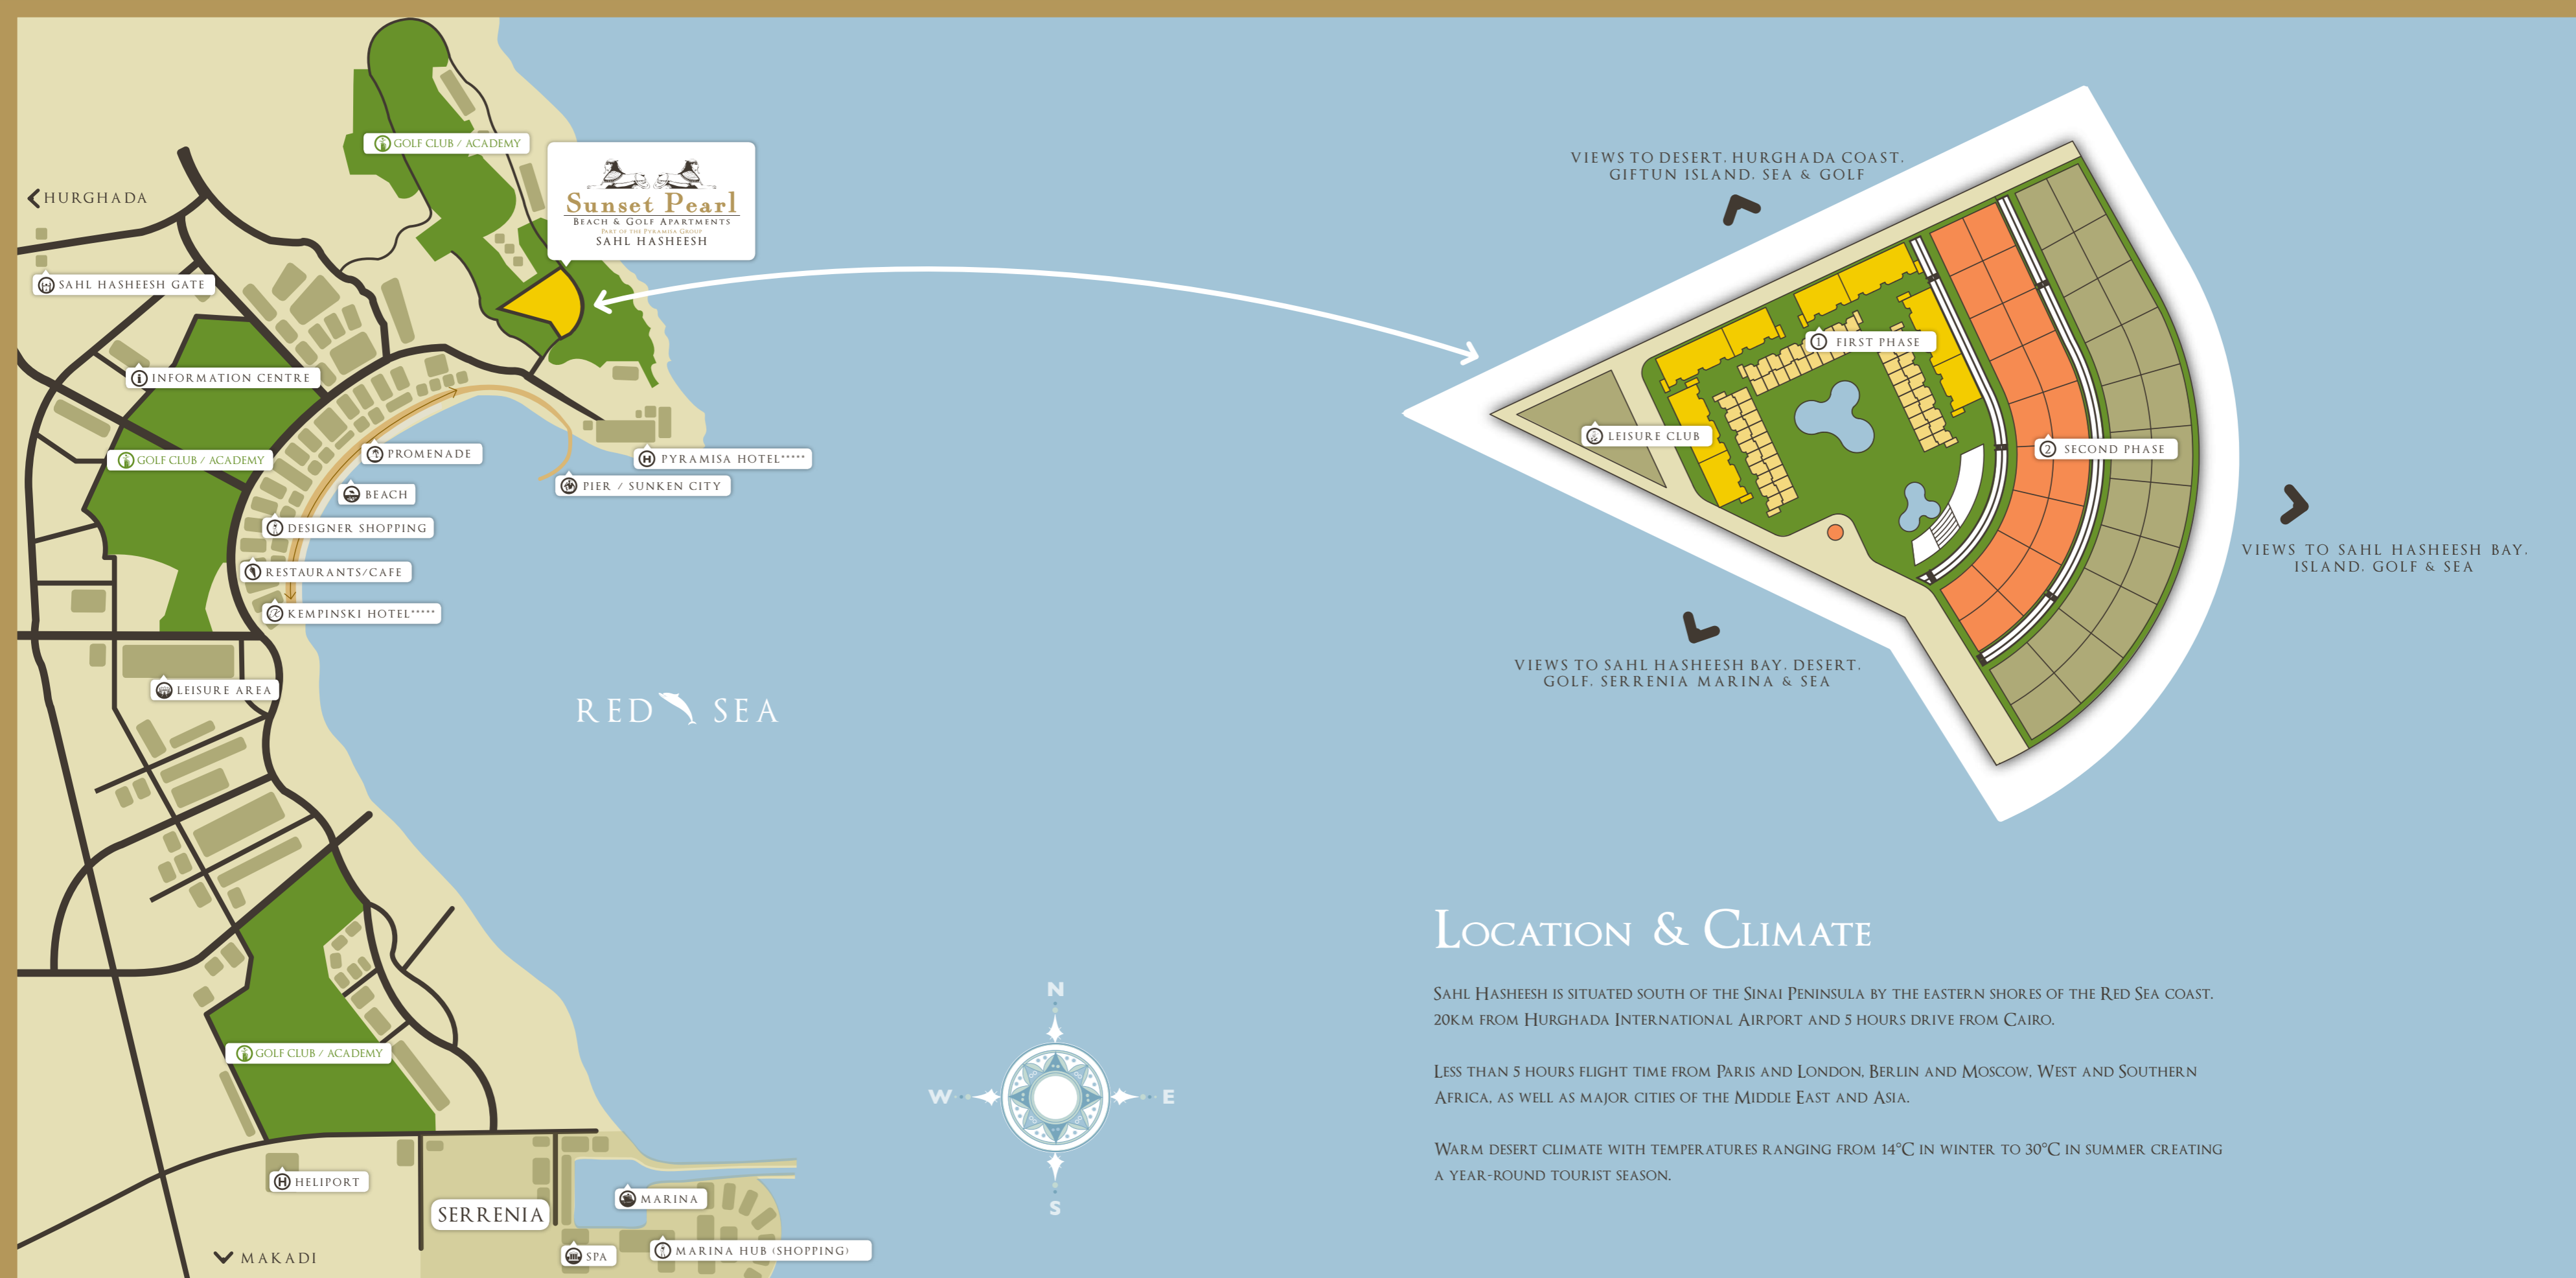 GOLF CLUB / ACADEMY
Sunset Pearl
BEACH & GOLF APARTMENTS
PART OF THE PYRAMISA GROUP
SAHL HASHEESH
HURGHADA
SAHL HASHEESH GATE
INFORMATION CENTRE
GOLF CLUB / ACADEMY
PROMENADE
BEACH
DESIGNER SHOPPING
RESTAURANTS/CAFE
KEMPINSKI HOTEL*****
H PYRAMISA HOTEL*****
PIER / SUNKEN CITY
LEISURE AREA
RED SEA
GOLF CLUB / ACADEMY
H HELIPORT
SERRENIA
MARINA
SPA
MARINA HUB (SHOPPING)
MAKADI
N
W
E
S
VIEWS TO DESERT, HURGHADA COAST,
GIFTUN ISLAND, SEA & GOLF
1 FIRST PHASE
LEISURE CLUB
2 SECOND PHASE
VIEWS TO SAHL HASHEESH BAY,
ISLAND, GOLF & SEA
VIEWS TO SAHL HASHEESH BAY, DESERT,
GOLF, SERRENIA MARINA & SEA
LOCATION & CLIMATE
SAHL HASHEESH IS SITUATED SOUTH OF THE SINAI PENINSULA BY THE EASTERN SHORES OF THE RED SEA COAST.
20KM FROM HURGHADA INTERNATIONAL AIRPORT AND 5 HOURS DRIVE FROM CAIRO.
LESS THAN 5 HOURS FLIGHT TIME FROM PARIS AND LONDON, BERLIN AND MOSCOW, WEST AND SOUTHERN
AFRICA, AS WELL AS MAJOR CITIES OF THE MIDDLE EAST AND ASIA.
WARM DESERT CLIMATE WITH TEMPERATURES RANGING FROM 14°C IN WINTER TO 30°C IN SUMMER CREATING
A YEAR-ROUND TOURIST SEASON.